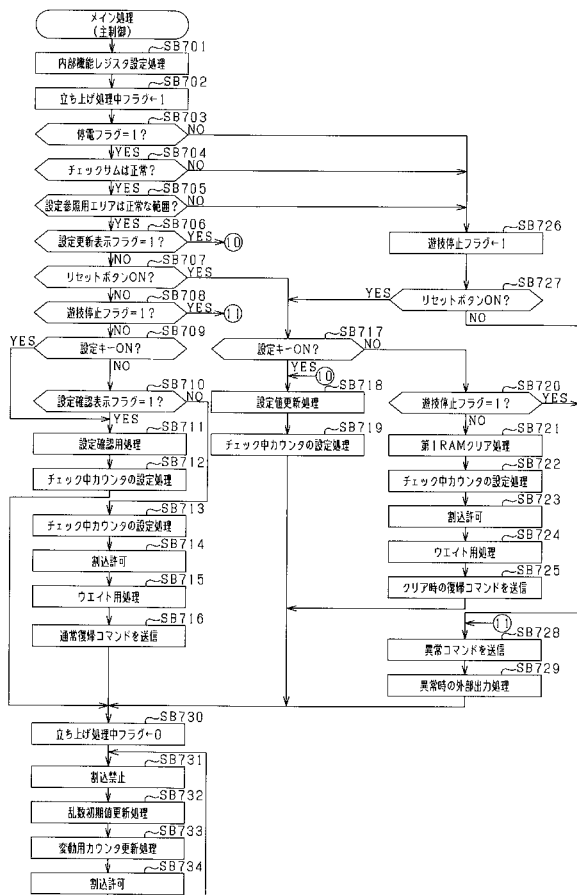 メイン処理
(主制御)
SB701
内部機能レジスタ設定処理
SB702
立ち上げ処理中フラグ←1
SB703
停電フラグ=1?
NO
YES
SB704
チェックサムは正常?
NO
YES
SB705
設定参照用エリアは正常な範囲?
NO
YES
SB706
設定更新表示フラグ=1?
YES
10
NO
SB707
リセットボタンON?
YES
NO
SB708
遊技停止フラグ=1?
YES
11
NO
SB709
設定キーON?
YES
NO
SB710
設定確認表示フラグ=1?
NO
YES
SB711
設定確認用処理
SB712
チェック中カウンタの設定処理
SB713
チェック中カウンタの設定処理
SB714
割込許可
SB715
ウエイト用処理
SB716
通常復帰コマンドを送信
SB717
設定キーON?
NO
YES
10
SB718
設定値更新処理
SB719
チェック中カウンタの設定処理
SB726
遊技停止フラグ←1
SB727
リセットボタンON?
YES
NO
SB720
遊技停止フラグ=1?
YES
NO
SB721
第1RAMクリア処理
SB722
チェック中カウンタの設定処理
SB723
割込許可
SB724
ウエイト用処理
SB725
クリア時の復帰コマンドを送信
11
SB728
異常コマンドを送信
SB729
異常時の外部出力処理
SB730
立ち上げ処理中フラグ←0
SB731
割込禁止
SB732
乱数初期値更新処理
SB733
変動用カウンタ更新処理
SB734
割込許可